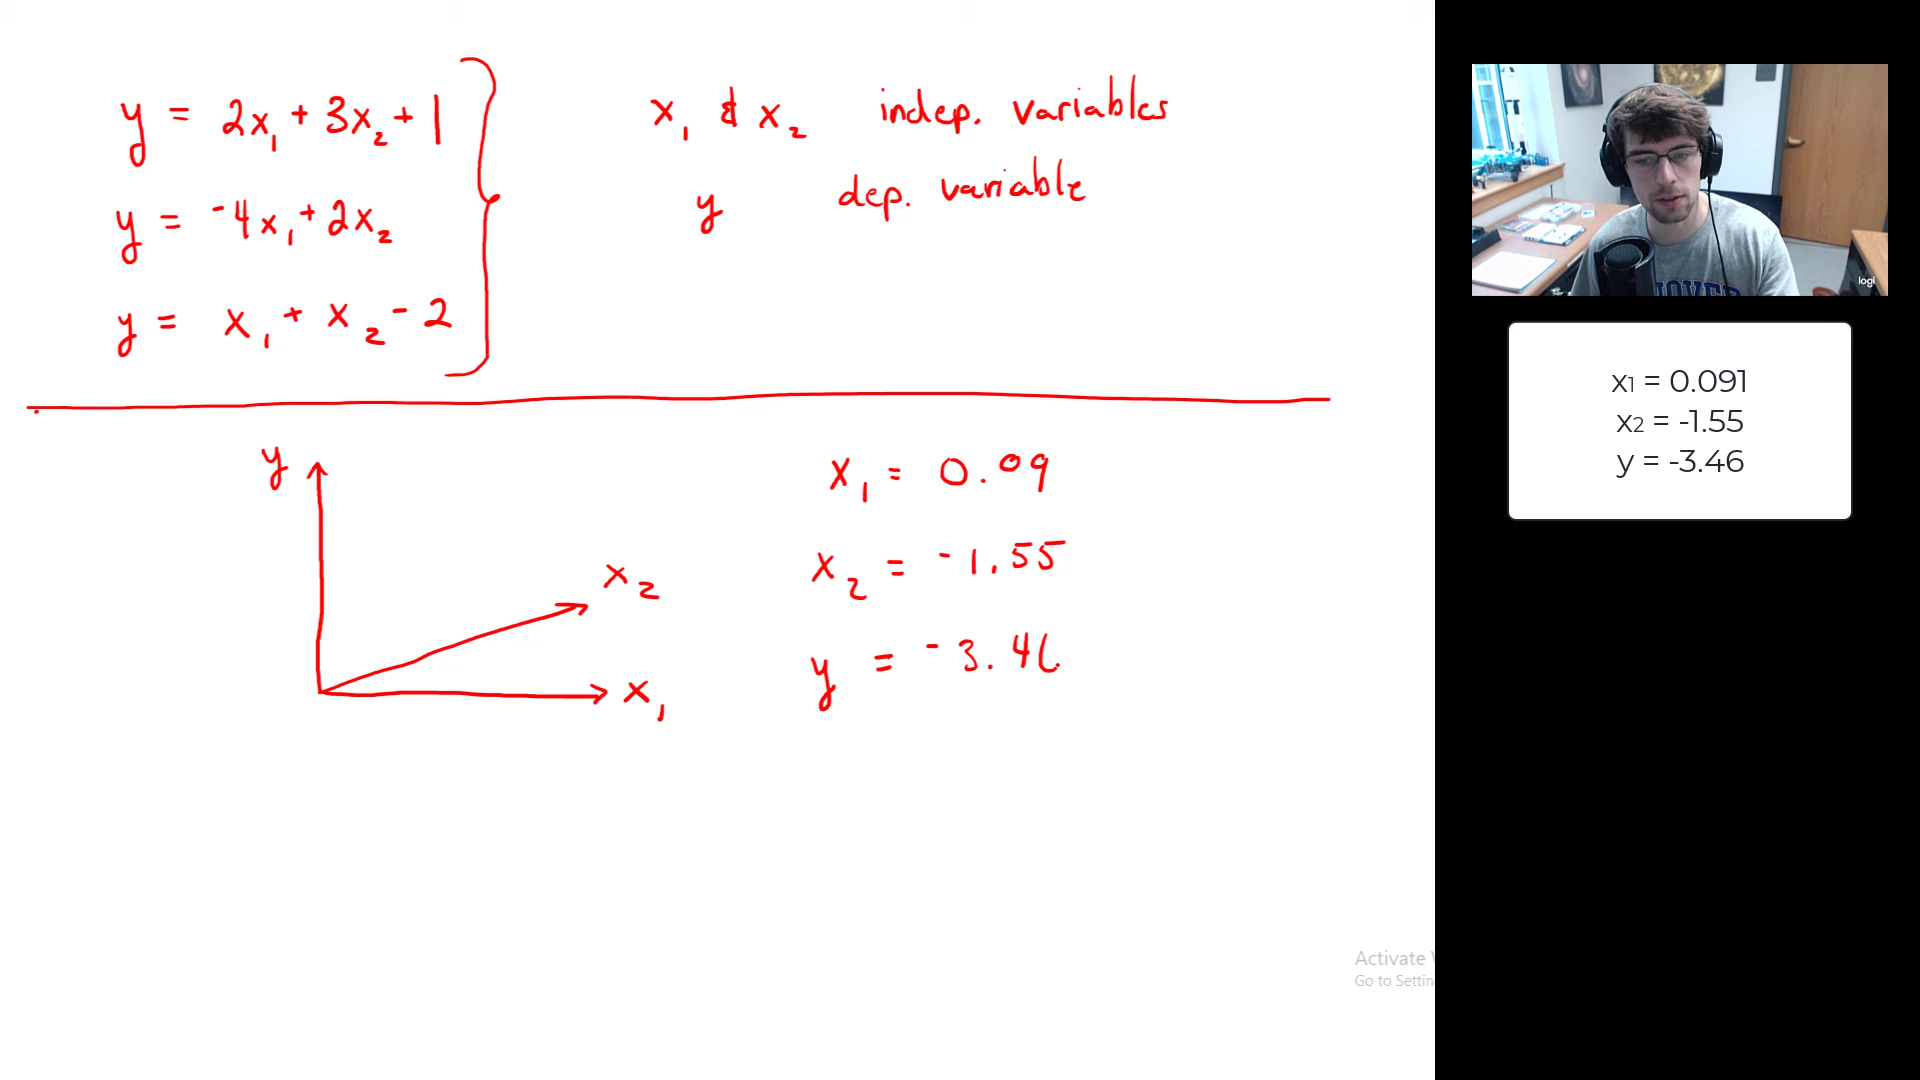 y = 2x₁ + 3x₂ + 1
y = -4x₁ + 2x₂
y = x₁ + x₂ - 2
x₁ & x₂ indep. variables
y dep. variable
y
x₂
x₁
x₁ = 0.09
x₂ = -1.55
y = -3.4
logi
x1 = 0.091
x2 = -1.55
y = -3.46
Activate
Go to Settin